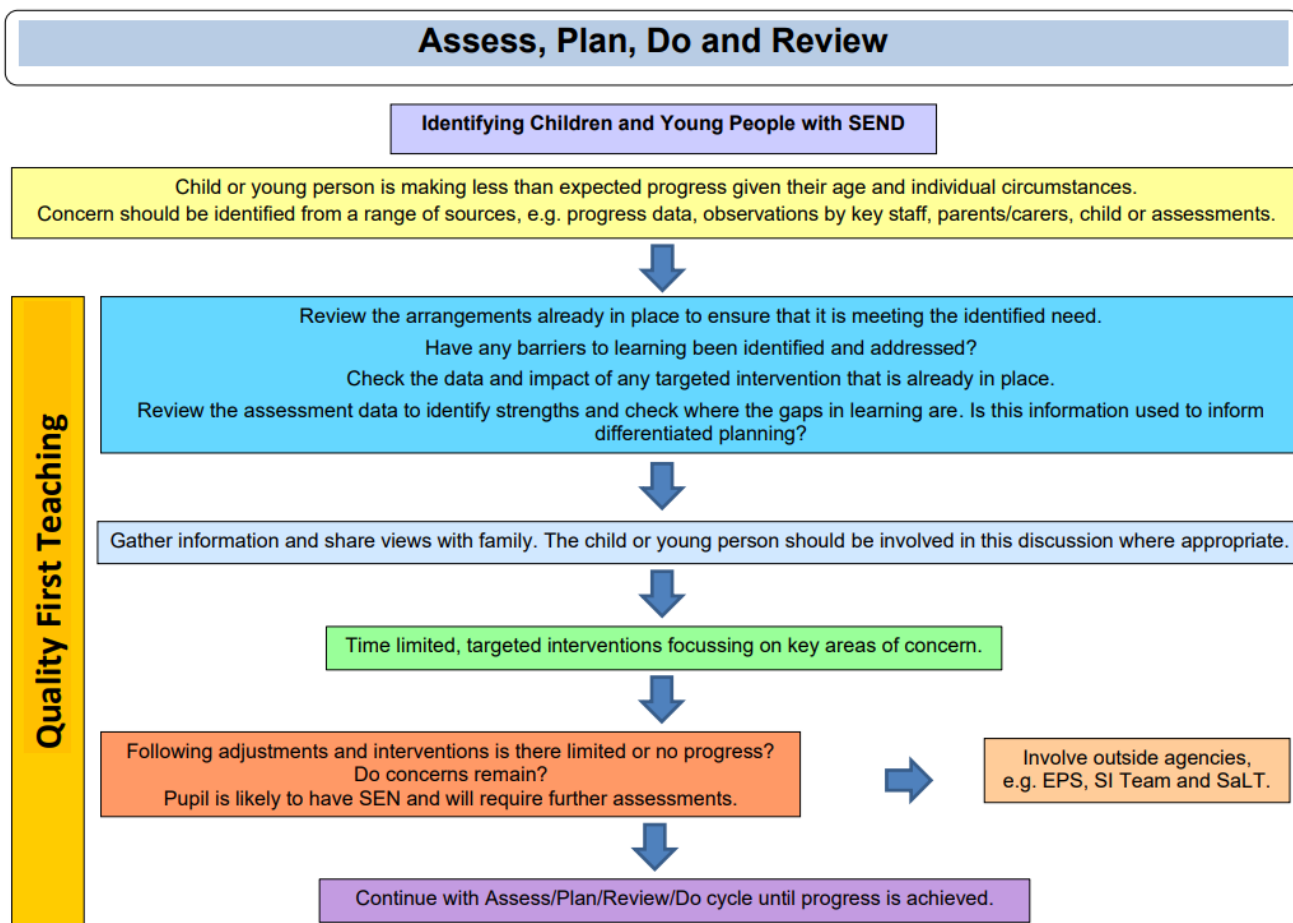 Assess, Plan, Do and Review
Identifying Children and Young People with SEND
Child or young person is making less than expected progress given their age and individual circumstances.
Concern should be identified from a range of sources, e.g. progress data, observations by key staff, parents/carers, child or assessments.
Quality First Teaching
Review the arrangements already in place to ensure that it is meeting the identified need.
Have any barriers to learning been identified and addressed?
Check the data and impact of any targeted intervention that is already in place.
Review the assessment data to identify strengths and check where the gaps in learning are. Is this information used to inform
differentiated planning?
Gather information and share views with family. The child or young person should be involved in this discussion where appropriate.
Time limited, targeted interventions focussing on key areas of concern.
Following adjustments and interventions is there limited or no progress?
Do concerns remain?
Pupil is likely to have SEN and will require further assessments.
Involve outside agencies,
e.g. EPS, SI Team and SaLT.
Continue with Assess/Plan/Review/Do cycle until progress is achieved.